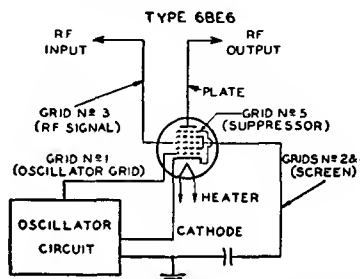 TYPE 6BE6
RF
INPUT
RF
OUTPUT
PLATE
GRID Nº 3
(RF SIGNAL)
GRID Nº 5
(SUPPRESSOR)
GRID Nº 1
(OSCILLATOR GRID)
GRIDS Nº 2&
(SCREEN)
HEATER
CATHODE
OSCILLATOR
CIRCUIT